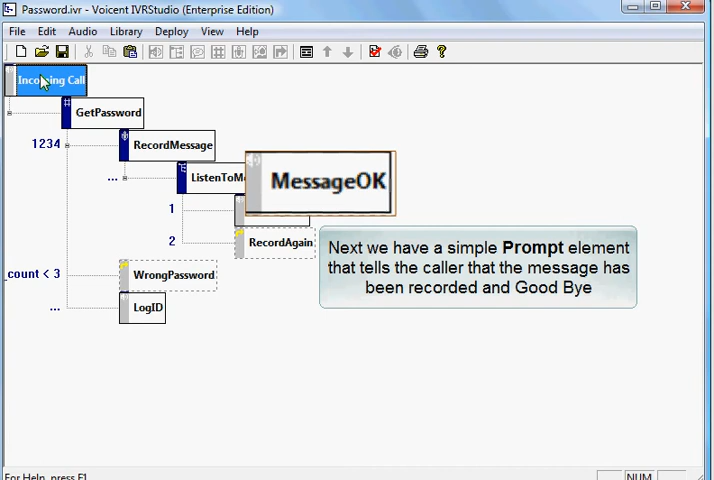 Password.ivr - Voicent IVRStudio (Enterprise Edition)
File Edit Audio Library Deploy View Help
Incoming Call
GetPassword
1234 RecordMessage
... ListenToMe
MessageOK
1
2 RecordAgain
Next we have a simple Prompt element
that tells the caller that the message has
been recorded and Good Bye
_count < 3 WrongPassword
... LogID
For Help, press F1
NUM